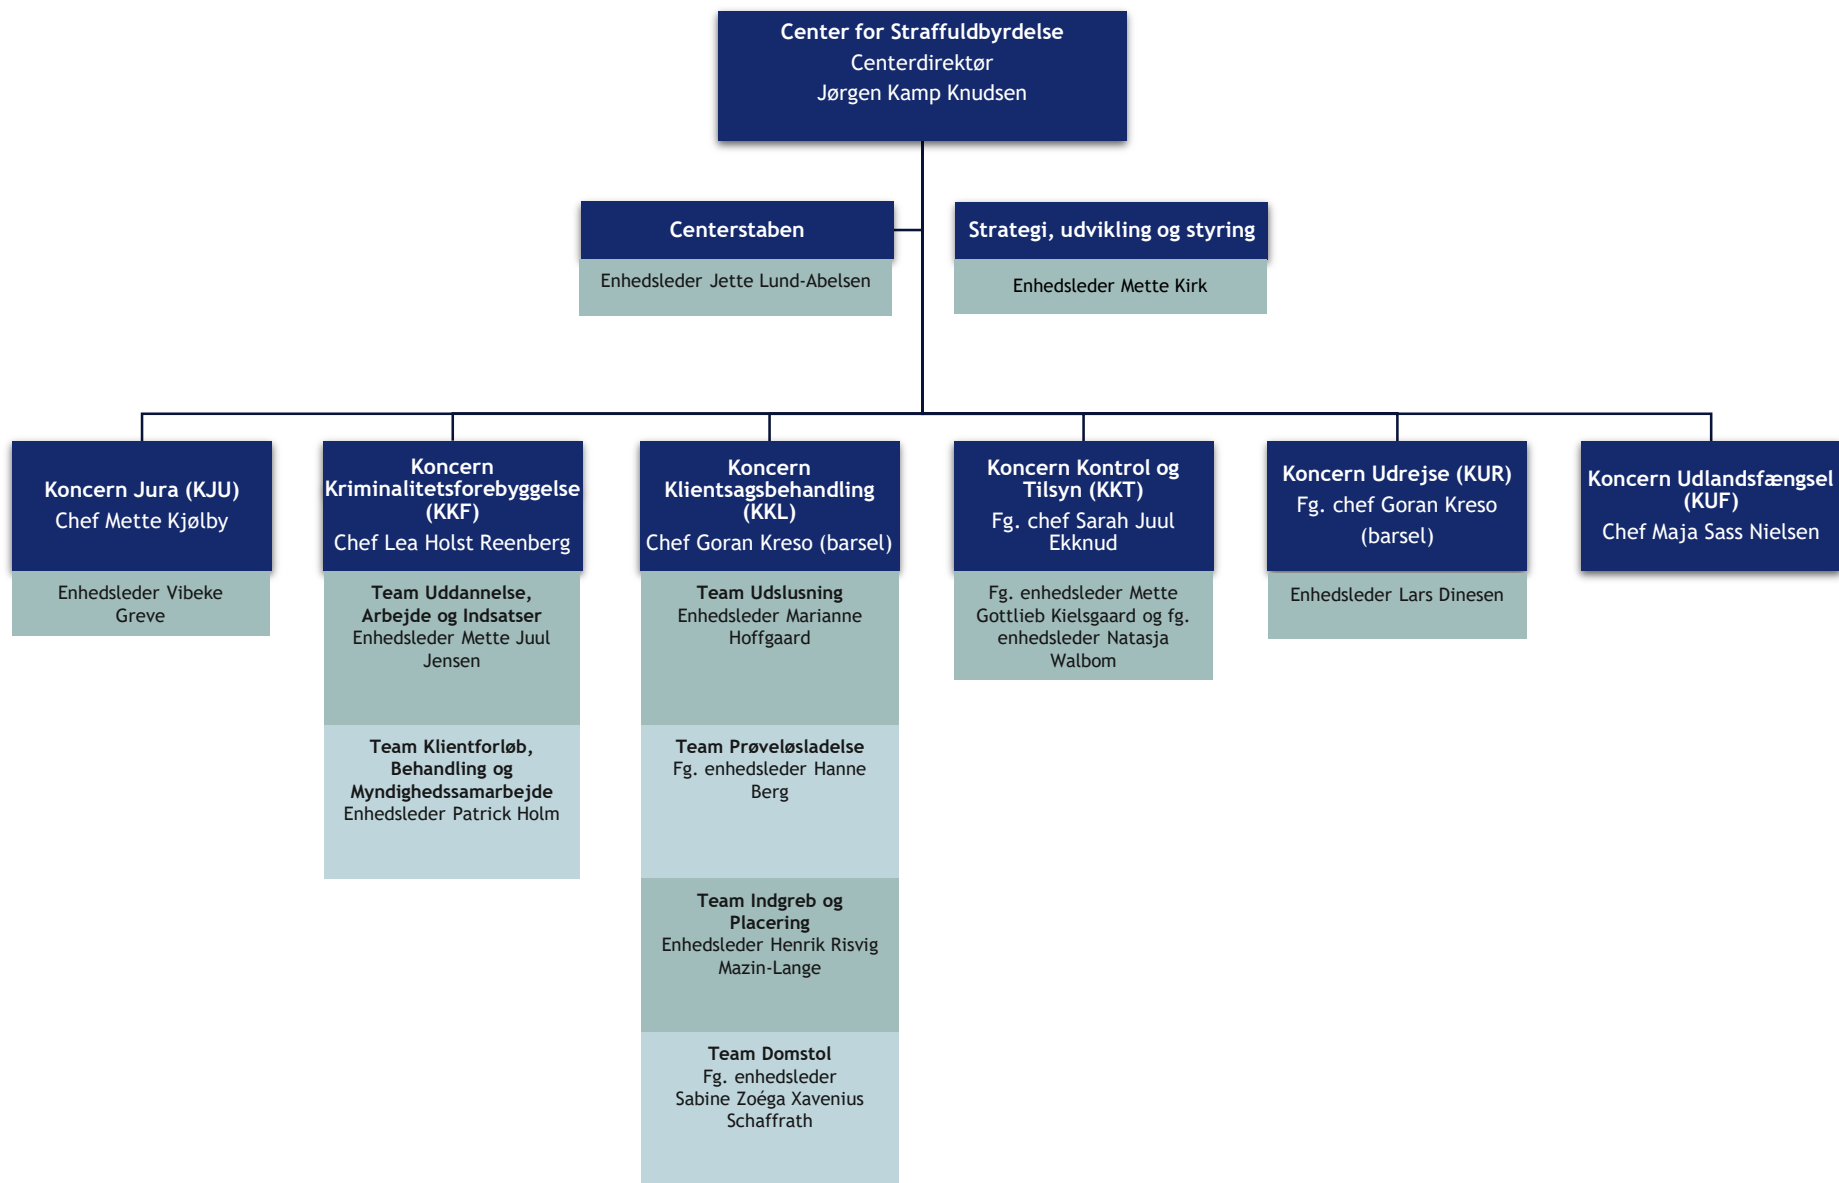 Center for Straffuldbyrdelse
Centerdirektør
Jørgen Kamp Knudsen
Centerstaben
Enhedsleder Jette Lund-Abelsen
Strategi, udvikling og styring
Enhedsleder Mette Kirk
Koncern Jura (KJU)
Chef Mette Kjølby
Enhedsleder Vibeke
Greve
Koncern
Kriminalitetsforebyggelse
(KKF)
Chef Lea Holst Reenberg
Team Uddannelse,
Arbejde og Indsatser
Enhedsleder Mette Juul
Jensen
Team Klientforløb,
Behandling og
Myndighedssamarbejde
Enhedsleder Patrick Holm
Koncern
Klientsagsbehandling
(KKL)
Chef Goran Kreso (barsel)
Team Udslusning
Enhedsleder Marianne
Hoffgaard
Team Prøveløsladelse
Fg. enhedsleder Hanne
Berg
Team Indgreb og
Placering
Enhedsleder Henrik Risvig
Mazin-Lange
Team Domstol
Fg. enhedsleder
Sabine Zoéga Xavenius
Schaffrath
Koncern Kontrol og
Tilsyn (KKT)
Fg. chef Sarah Juul
Ekknud
Fg. enhedsleder Mette
Gottlieb Kielsgaard og fg.
enhedsleder Natasja
Walbom
Koncern Udrejse (KUR)
Fg. chef Goran Kreso
(barsel)
Enhedsleder Lars Dinesen
Koncern Udlandsfængsel
(KUF)
Chef Maja Sass Nielsen